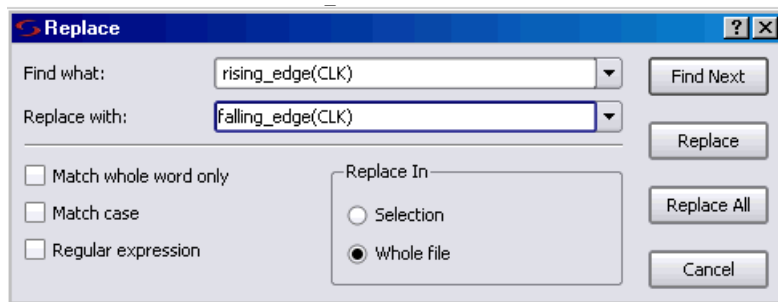 Replace
Find what: rising_edge(CLK) Find Next
Replace with: falling_edge(CLK)
Replace
Match whole word only Replace In
Match case Selection Replace All
Regular expression Whole file
Cancel